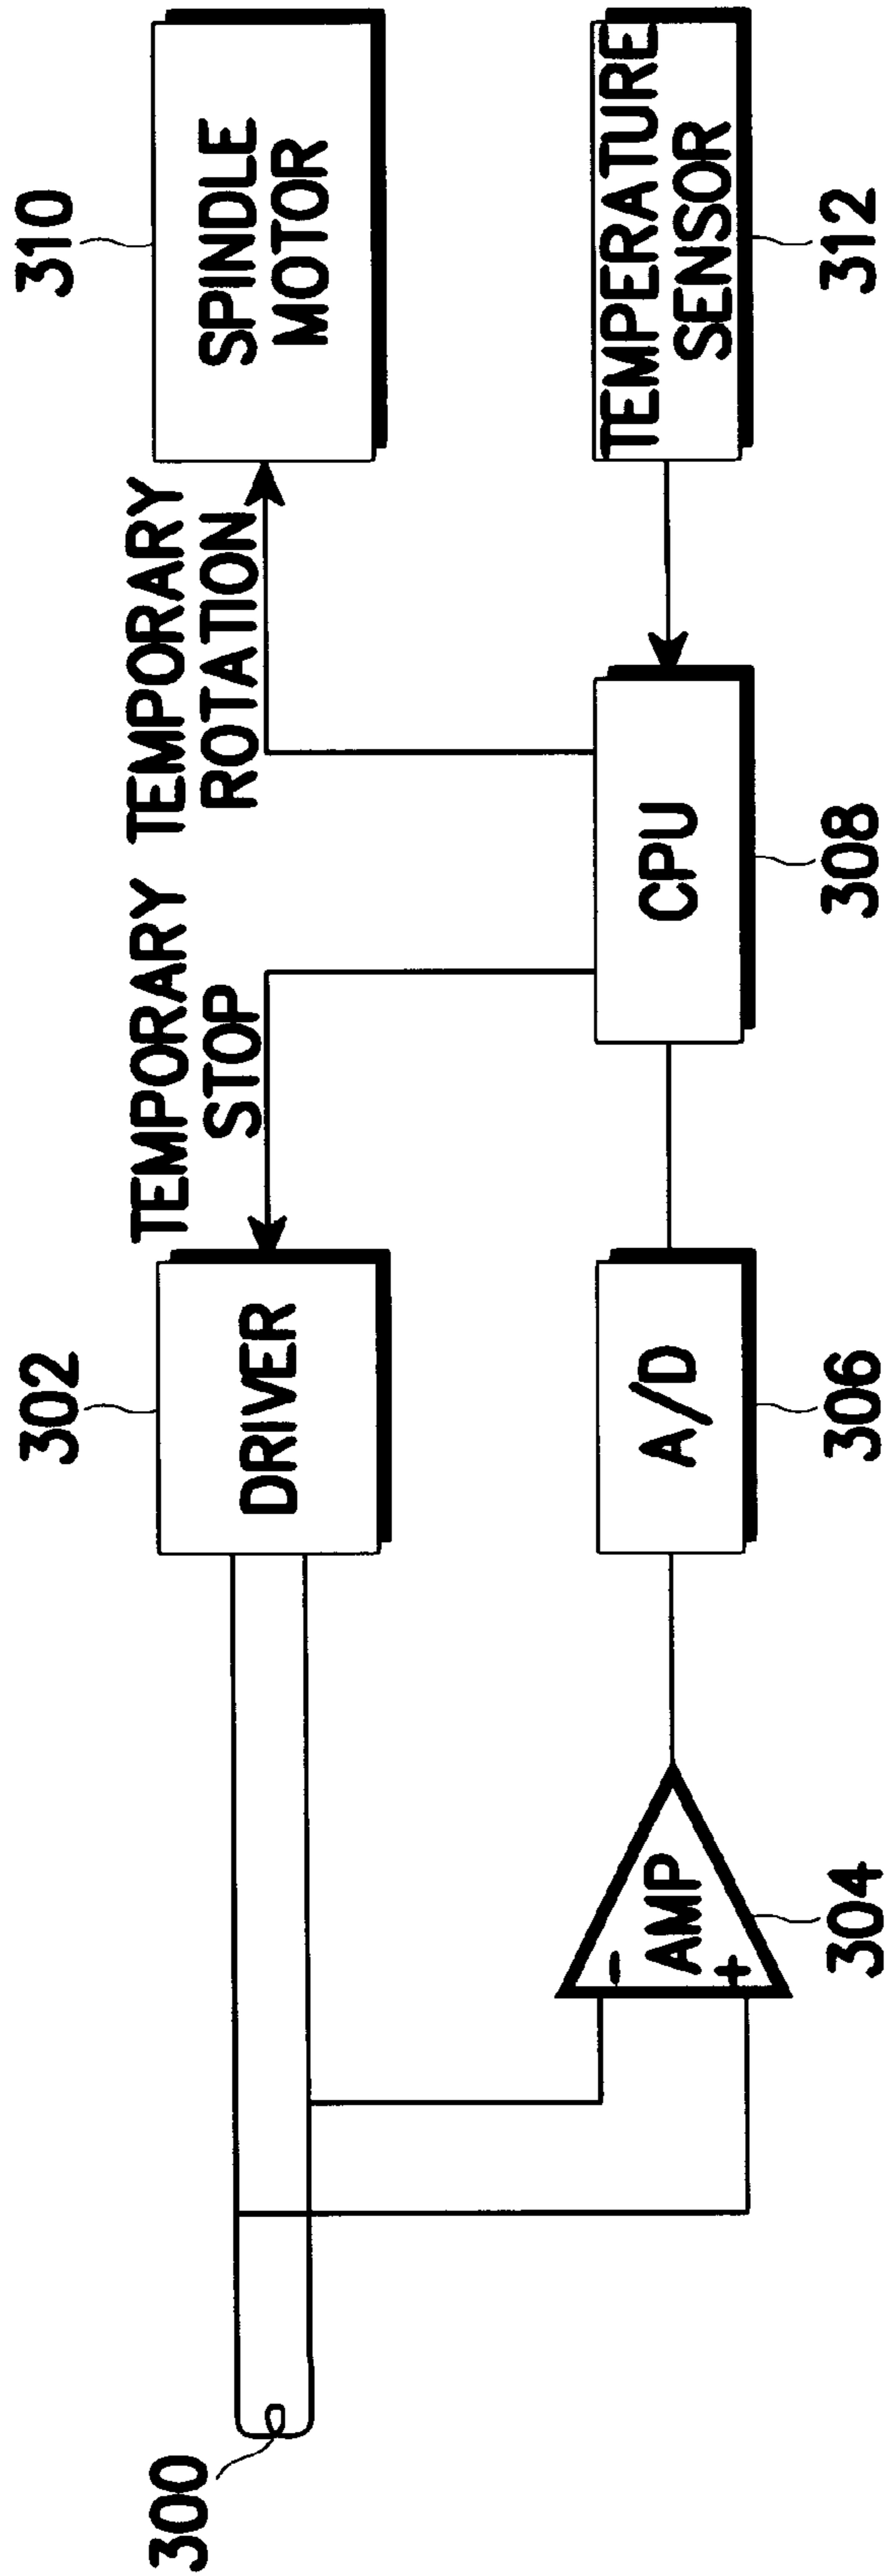 302
310
TEMPORARY TEMPORARY
STOP ROTATION
DRIVER
SPINDLE
MOTOR
300
-
AMP
+
A/D
CPU
TEMPERATURE
SENSOR
304
306
308
312